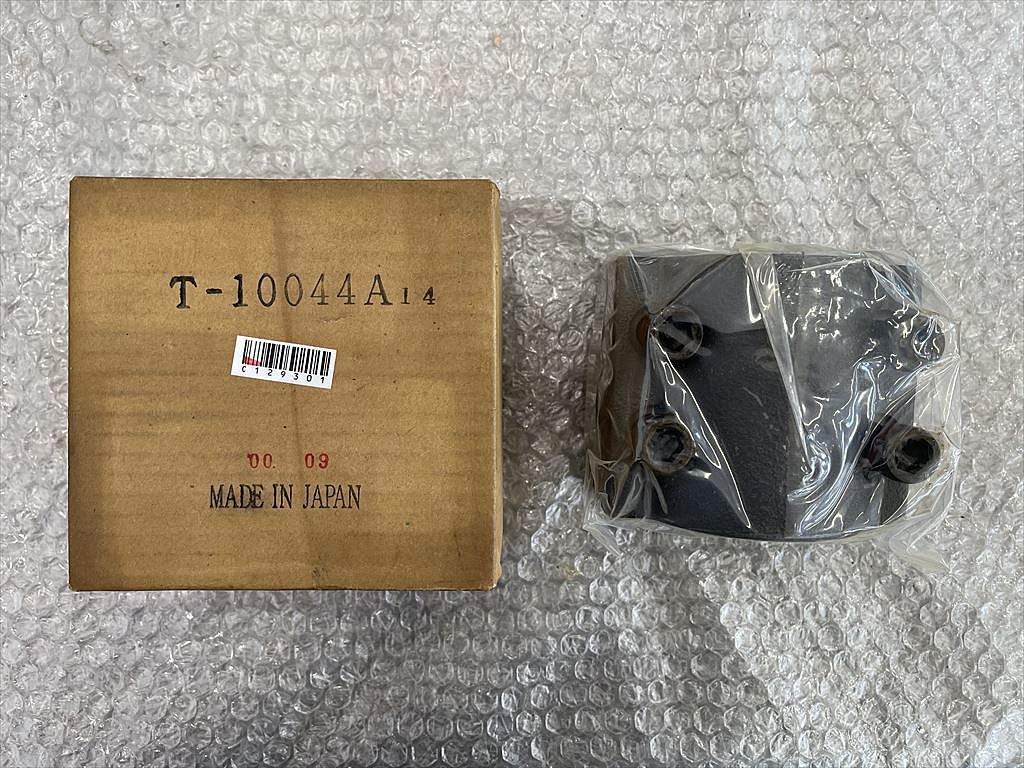 T-10044A14
C129301
'00. 09
MADE IN JAPAN